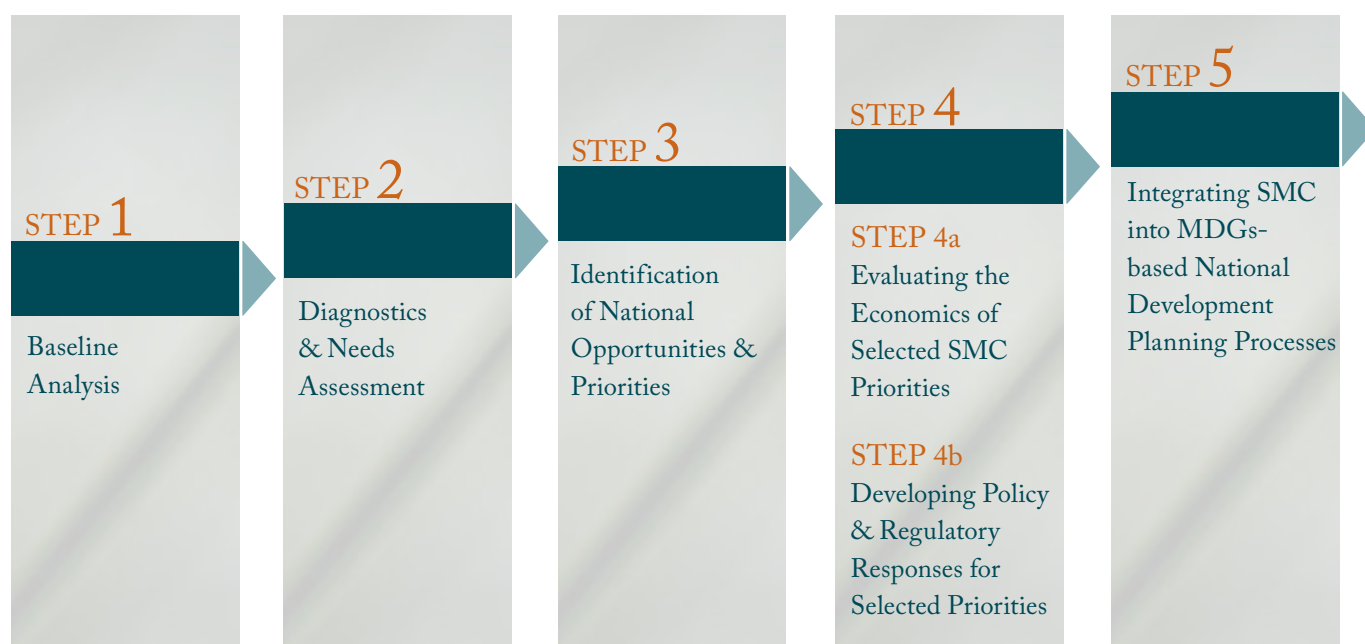 STEP 1
Baseline
Analysis
STEP 2
Diagnostics
& Needs
Assessment
STEP 3
Identification
of National
Opportunities &
Priorities
STEP 4
STEP 4a
Evaluating the
Economics of
Selected SMC
Priorities
STEP 4b
Developing Policy
& Regulatory
Responses for
Selected Priorities
STEP 5
Integrating SMC
into MDGs-
based National
Development
Planning Processes